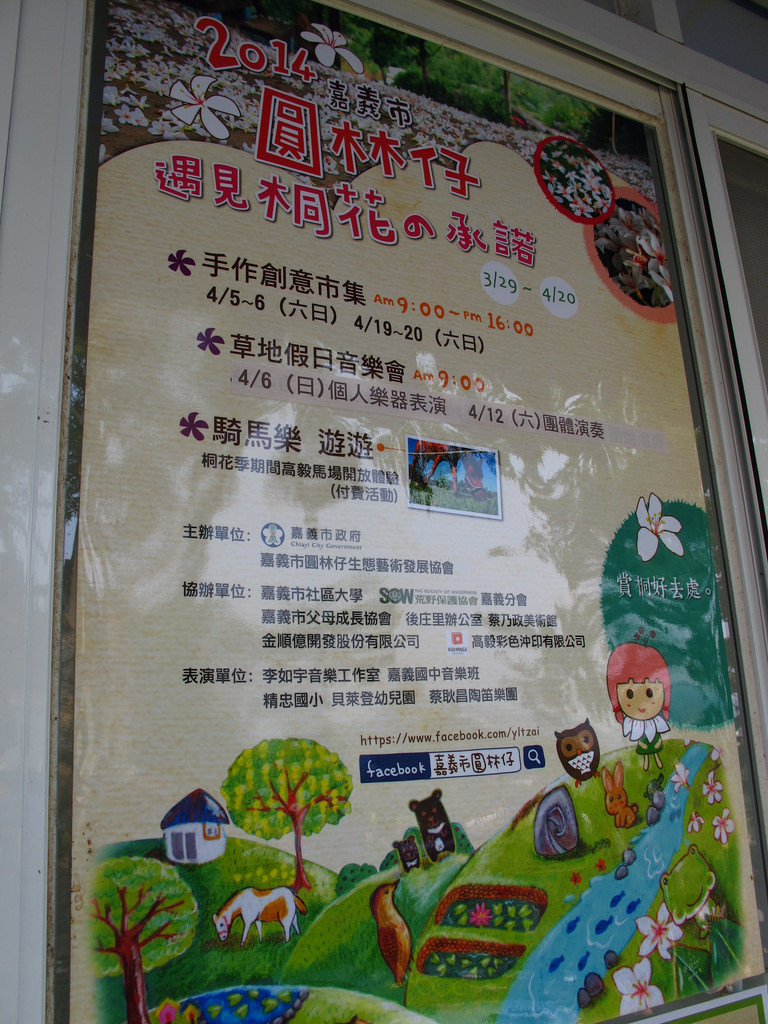 2014 嘉義市
圓林仔
遇見桐花の承諾
3/29~ 4/20
手作創意市集 Am 9:00~Pm 16:00
4/5~6 (六日) 4/19~20 (六日)
草地假日音樂會 Am 9:00
4/6 (日)個人樂器表演 4/12 (六)團體演奏
騎馬樂 遊遊
桐花季期間高毅馬場開放體驗
(付費活動)
主辦單位: 嘉義市政府
Chiayi City Government
嘉義市圓林仔生態藝術發展協會
賞桐好去處。
協辦單位: 嘉義市社區大學 SOW THE SOCIETY OF WILDERNESS 荒野保護協會 嘉義分會
嘉義市父母成長協會 後庄里辦公室 蔡乃政美術館
金順億開發股份有限公司 高毅彩色沖印有限公司
表演單位: 李如宇音樂工作室 嘉義國中音樂班
精忠國小 貝萊登幼兒園 蔡耿昌陶笛樂團
https://www.facebook.com/yltzai
facebook 嘉義市圓林仔